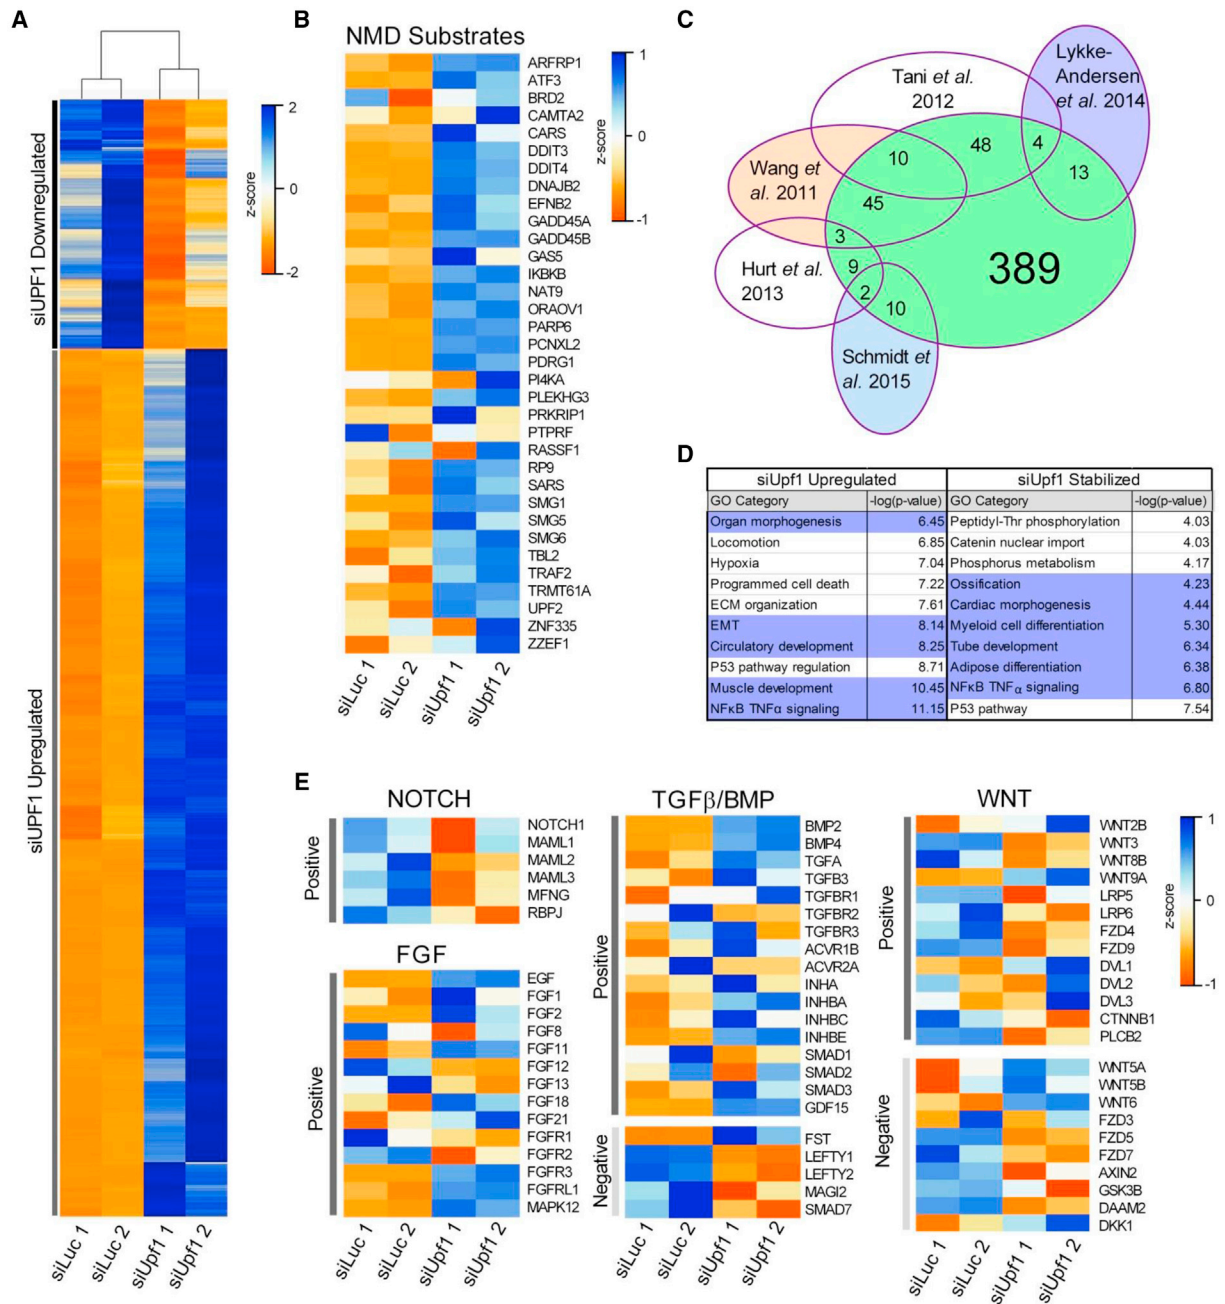 A
siUPF1 Downregulated
siUPF1 Upregulated
2
0
-2
z-score
siLuc 1
siLuc 2
siUpf1 1
siUpf1 2
B
NMD Substrates
ARFRP1
ATF3
BRD2
CAMTA2
CARS
DDIT3
DDIT4
DNAJB2
EFNB2
GADD45A
GADD45B
GAS5
IKBKB
NAT9
ORAOV1
PARP6
PCNXL2
PDRG1
PI4KA
PLEKHG3
PRKRIP1
PTPRF
RASSF1
RP9
SARS
SMG1
SMG5
SMG6
TBL2
TRAF2
TRMT61A
UPF2
ZNF335
ZZEF1
siLuc 1
siLuc 2
siUpf1 1
siUpf1 2
1
0
-1
z-score
C
Tani et al.
2012
Lykke-
Andersen
et al. 2014
Wang et
al. 2011
Hurt et al.
2013
Schmidt et
al. 2015
10
48
4
13
45
3
9
2
10
389
D
siUpf1 Upregulated siUpf1 Stabilized
GO Category -log(p-value) GO Category -log(p-value)
Organ morphogenesis 6.45 Peptidyl-Thr phosphorylation 4.03
Locomotion 6.85 Catenin nuclear import 4.03
Hypoxia 7.04 Phosphorus metabolism 4.17
Programmed cell death 7.22 Ossification 4.23
ECM organization 7.61 Cardiac morphogenesis 4.44
EMT 8.14 Myeloid cell differentiation 5.30
Circulatory development 8.25 Tube development 6.34
P53 pathway regulation 8.71 Adipose differentiation 6.38
Muscle development 10.45 NFκB TNFα signaling 6.80
NFκB TNFα signaling 11.15 P53 pathway 7.54
E
NOTCH
Positive
NOTCH1
MAML1
MAML2
MAML3
MFNG
RBPJ
FGF
Positive
EGF
FGF1
FGF2
FGF8
FGF11
FGF12
FGF13
FGF18
FGF21
FGFR1
FGFR2
FGFR3
FGFRL1
MAPK12
siLuc 1
siLuc 2
siUpf1 1
siUpf1 2
TGFβ/BMP
Positive
BMP2
BMP4
TGFA
TGFB3
TGFBR1
TGFBR2
TGFBR3
ACVR1B
ACVR2A
INHA
INHBA
INHBC
INHBE
SMAD1
SMAD2
SMAD3
GDF15
Negative
FST
LEFTY1
LEFTY2
MAGI2
SMAD7
siLuc 1
siLuc 2
siUpf1 1
siUpf1 2
WNT
Positive
WNT2B
WNT3
WNT8B
WNT9A
LRP5
LRP6
FZD4
FZD9
DVL1
DVL2
DVL3
CTNNB1
PLCB2
Negative
WNT5A
WNT5B
WNT6
FZD3
FZD5
FZD7
AXIN2
GSK3B
DAAM2
DKK1
siLuc 1
siLuc 2
siUpf1 1
siUpf1 2
1
0
-1
z-score